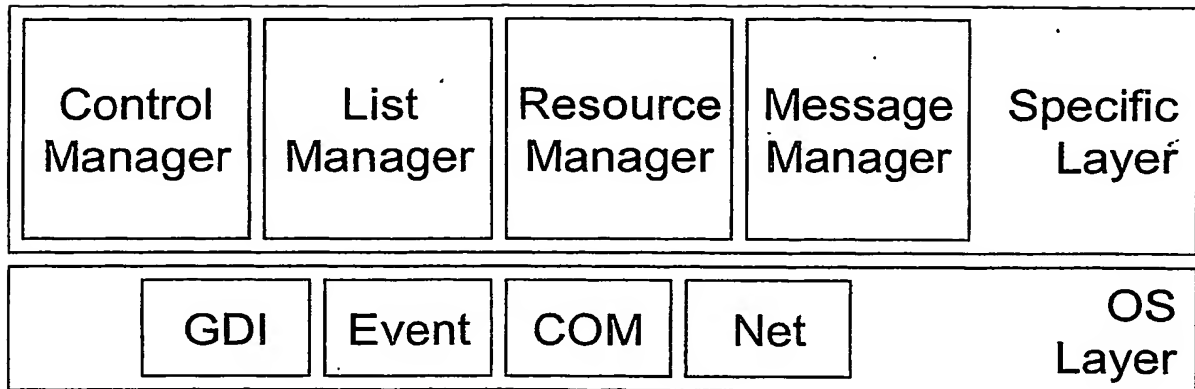 Control
Manager
List
Manager
Resource
Manager
Message
Manager
Specific
Layer
GDI
Event
COM
Net
OS
Layer